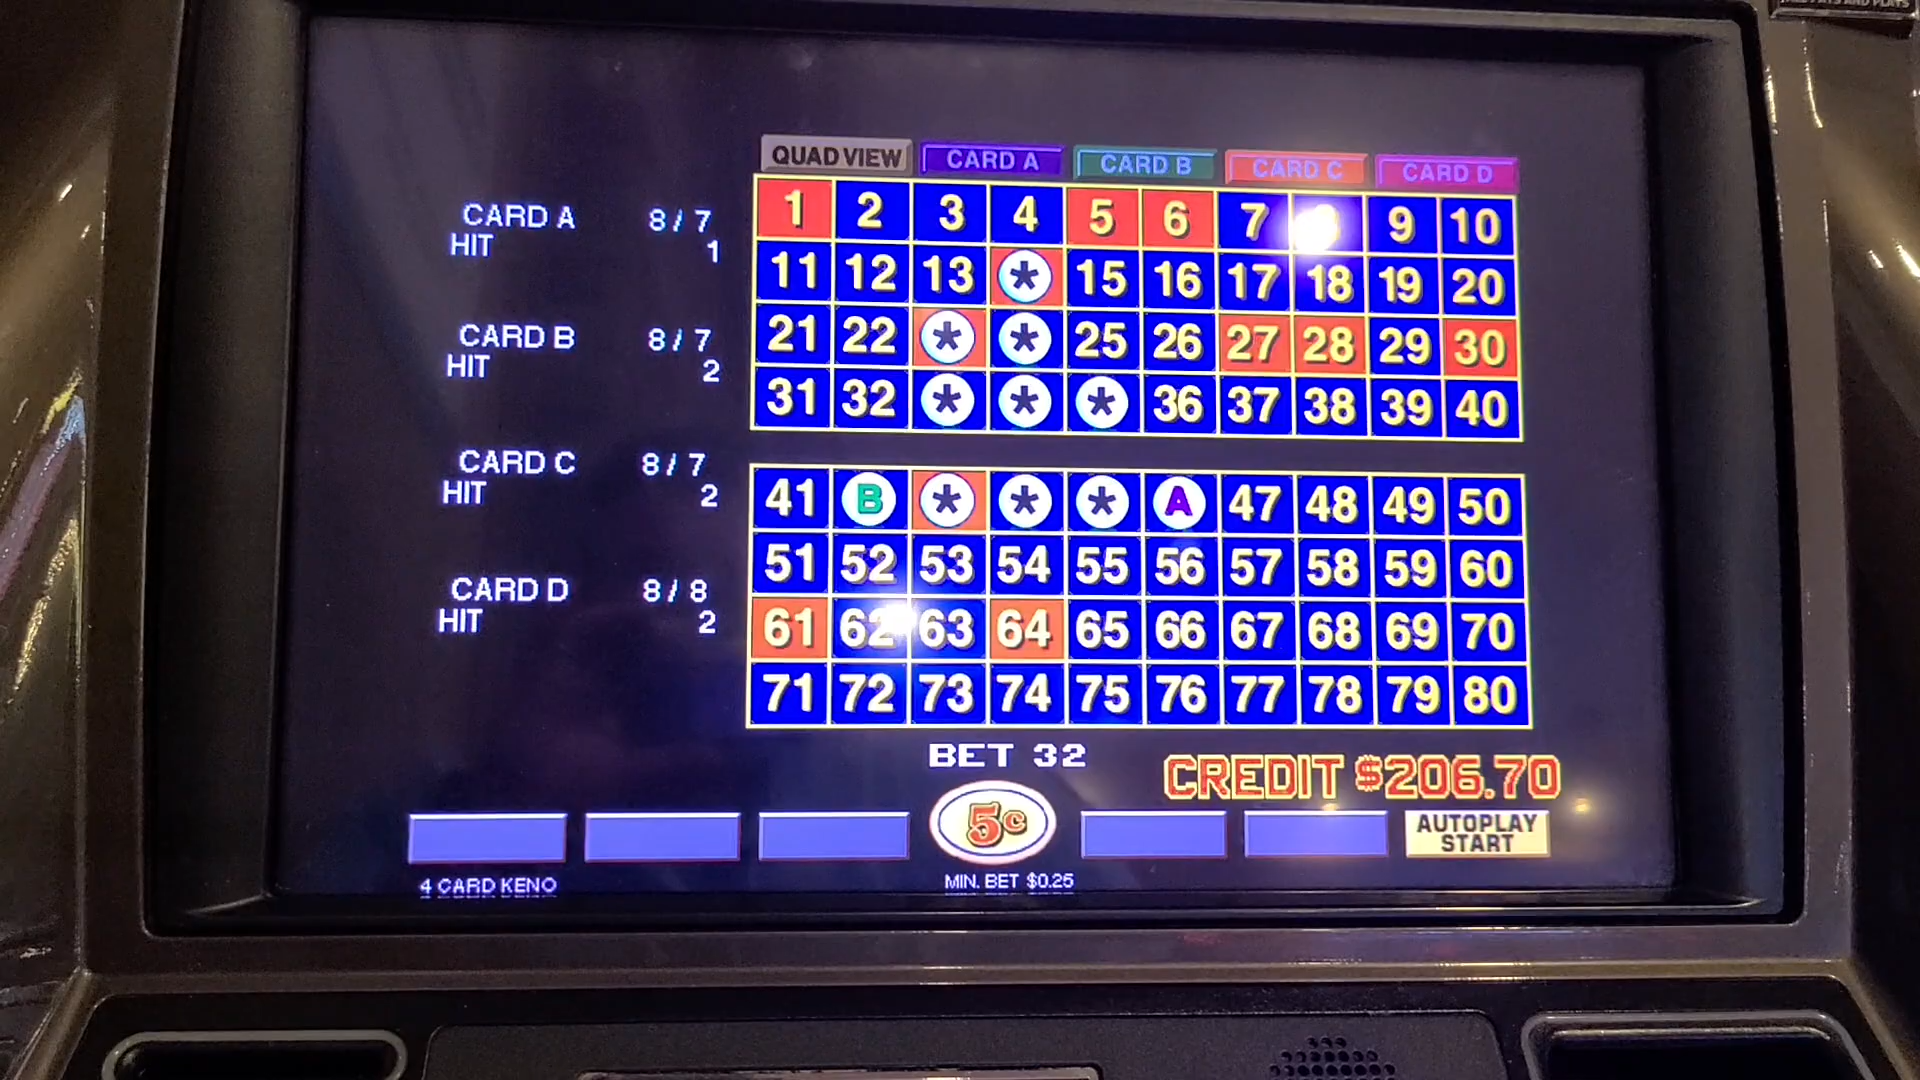 QUAD VIEW CARD A CARD B CARD C CARD D
CARD A 8/7
HIT 1
CARD B 8/7
HIT 2
CARD C 8/7
HIT 2
CARD D 8/8
HIT 2
1 2 3 4 5 6 7 9 10
11 12 13 * 15 16 17 18 19 20
21 22 * * 25 26 27 28 29 30
31 32 * * * 36 37 38 39 40
41 B * * * A 47 48 49 50
51 52 53 54 55 56 57 58 59 60
61 62 63 64 65 66 67 68 69 70
71 72 73 74 75 76 77 78 79 80
BET 32
CREDIT $206.70
5¢
AUTOPLAY
START
4 CARD KENO
MIN. BET $0.25